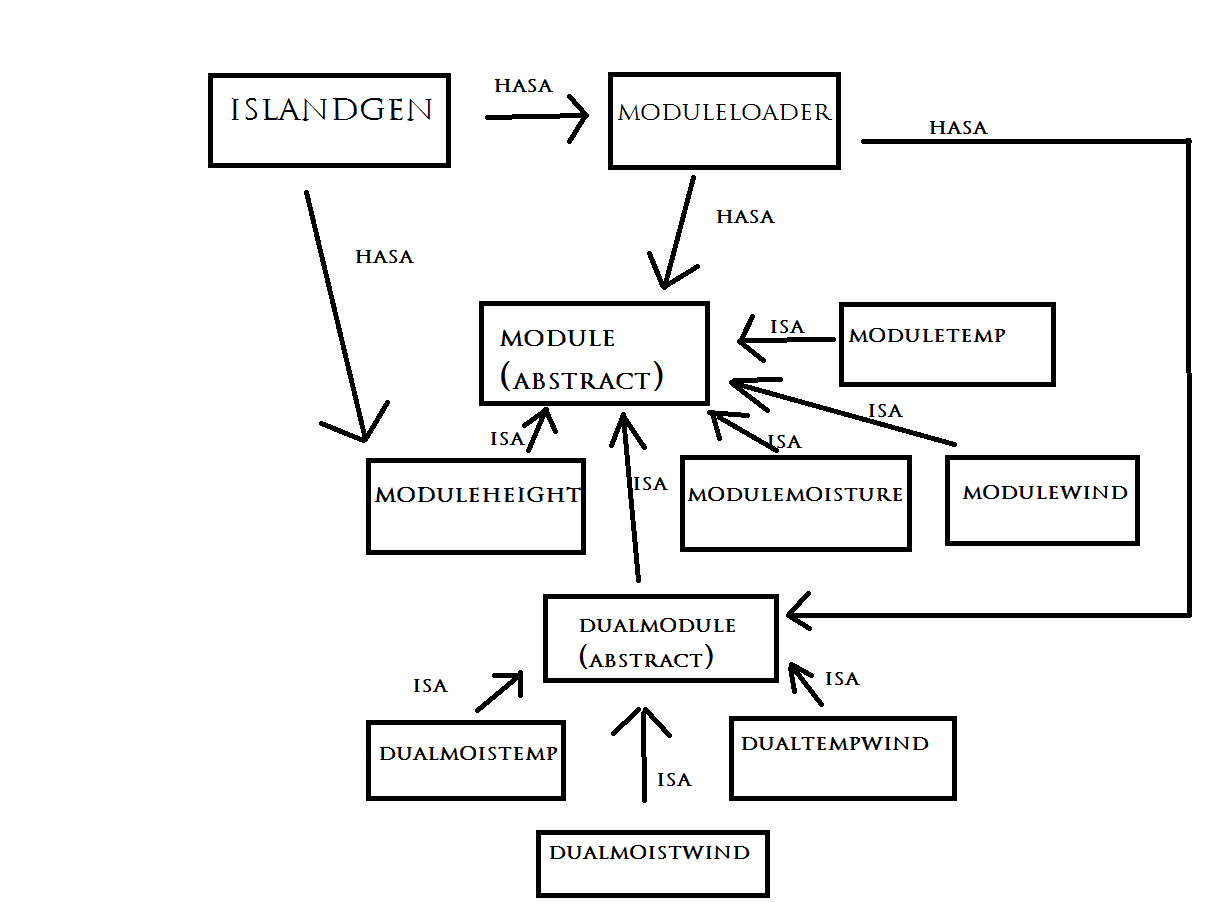 ISLANDGEN
HASA
MODULELOADER
HASA
HASA
HASA
MODULE
(ABSTRACT)
ISA
MODULETEMP
ISA
ISA
ISA
MODULEHEIGHT
ISA
MODULEMOISTURE
MODULEWIND
DUALMODULE
(ABSTRACT)
ISA
ISA
DUALMOISTEMP
DUALTEMPWIND
ISA
DUALMOISTWIND